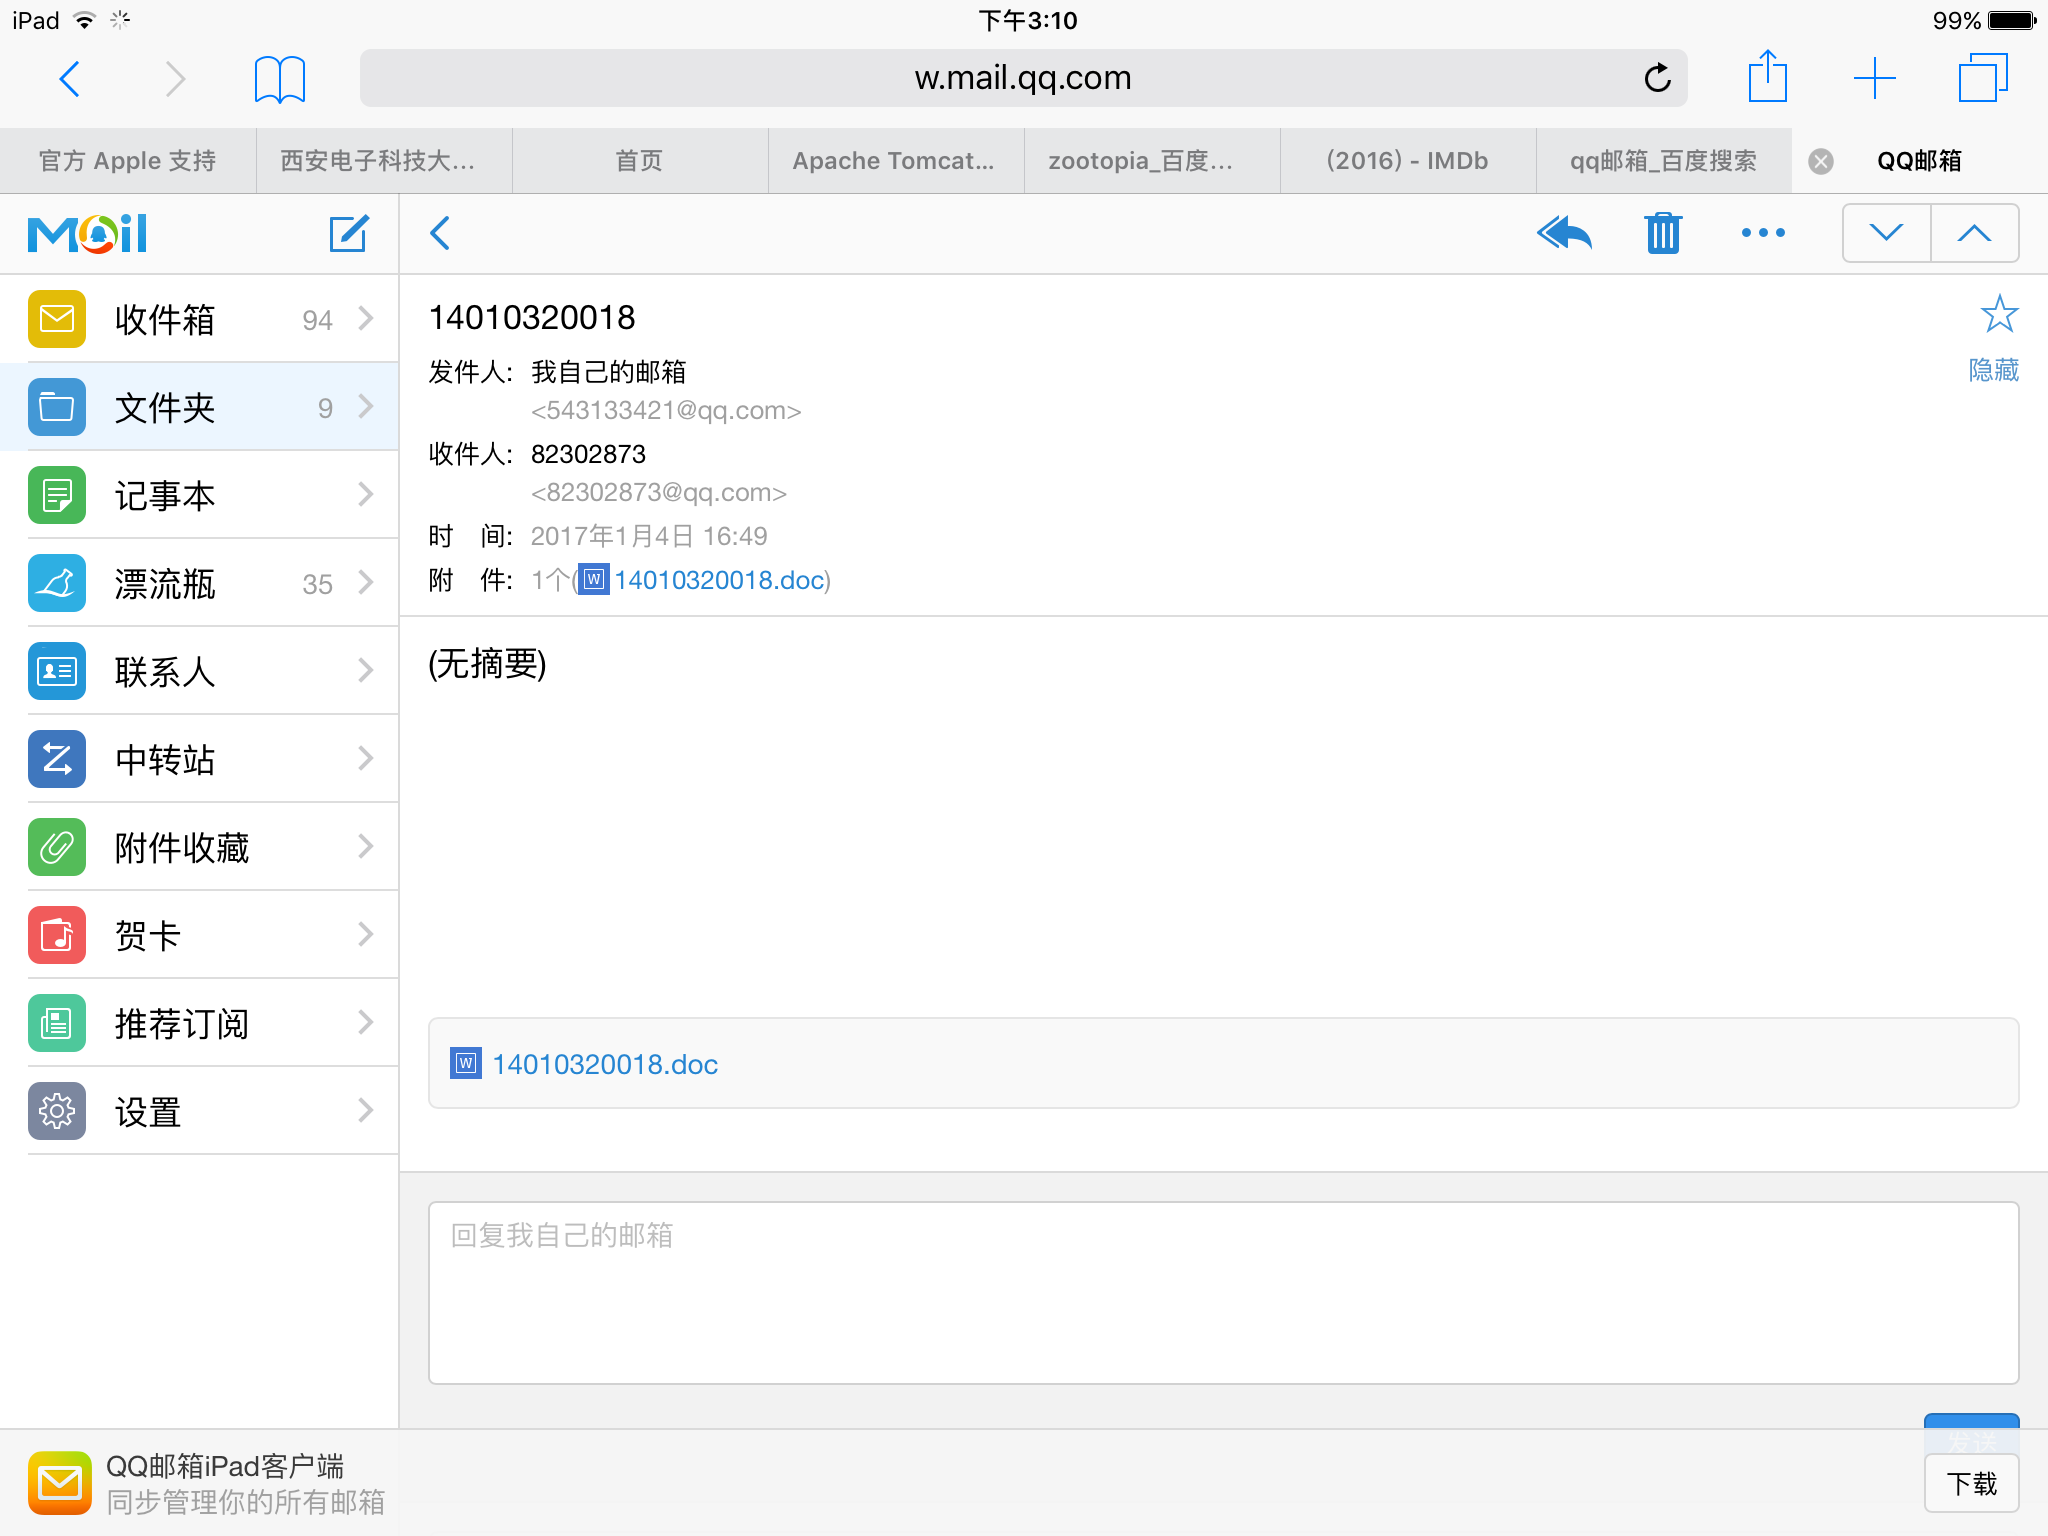 iPad
下午3:10
99%
w.mail.qq.com
官方 Apple 支持
西安电子科技大...
首页
Apache Tomcat...
zootopia_百度...
(2016) - IMDb
qq邮箱_百度搜索
QQ邮箱
Mail
收件箱 94
文件夹 9
记事本
漂流瓶 35
联系人
中转站
附件收藏
贺卡
推荐订阅
设置
14010320018
隐藏
发件人: 我自己的邮箱
<543133421@qq.com>
收件人: 82302873
<82302873@qq.com>
时 间: 2017年1月4日 16:49
附 件: 1个(W 14010320018.doc)
(无摘要)
W 14010320018.doc
回复我自己的邮箱
发送
QQ邮箱iPad客户端
同步管理你的所有邮箱
下载